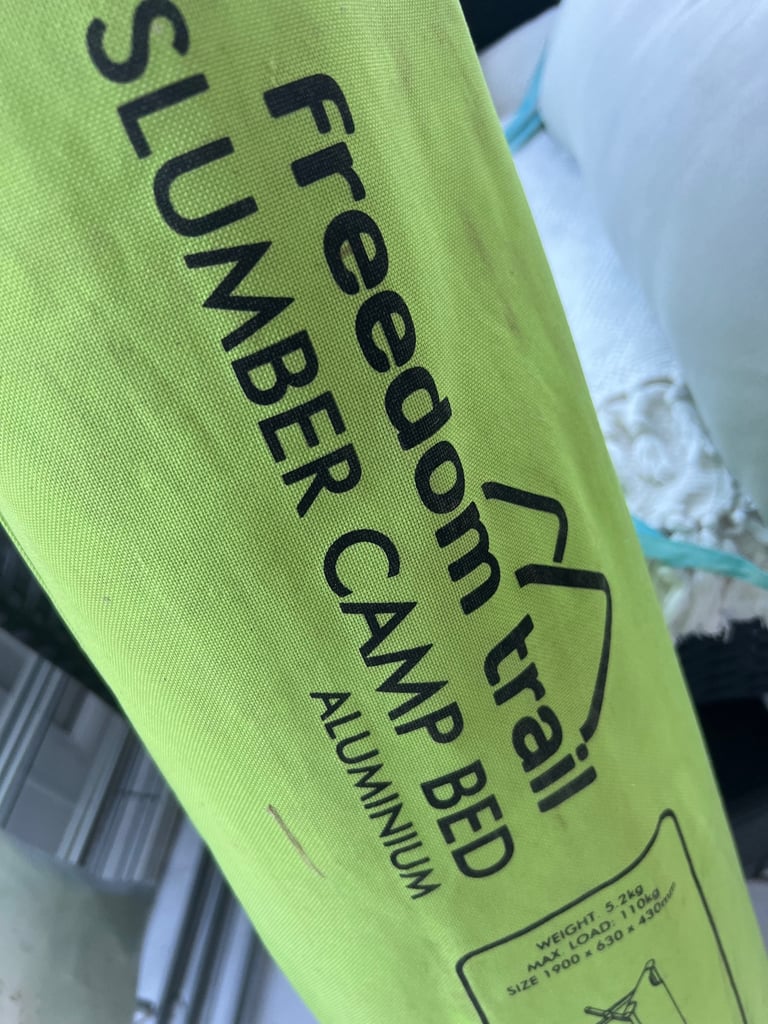 Freedom trail
SLUMBER CAMP BED
ALUMINIUM
WEIGHT: 5.2kg
MAX LOAD: 110kg
SIZE 1900 x 630 x 430mm